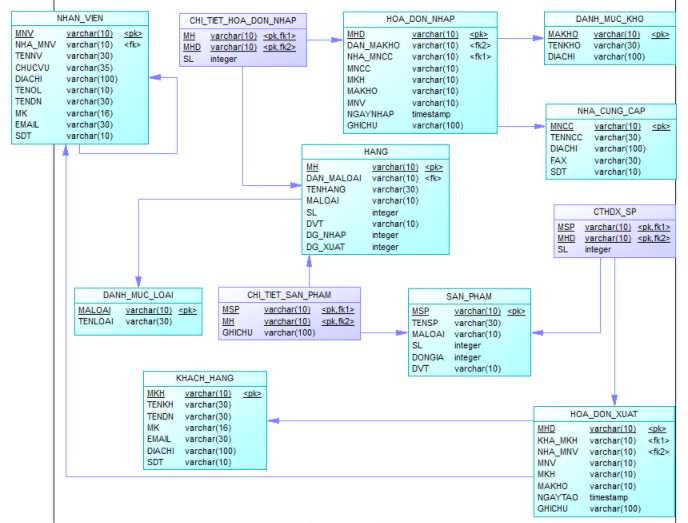 NHAN_VIEN
MNV varchar(10) <pk>
NHA_MNV varchar(10) <fk>
TENNV varchar(30)
CHUCVU varchar(35)
DIACHI varchar(100)
TENOL varchar(10)
TENDN varchar(30)
MK varchar(16)
EMAIL varchar(30)
SDT varchar(10)
CHI_TIET_HOA_DON_NHAP
MH varchar(10) <pk,fk1>
MHD varchar(10) <pk,fk2>
SL integer
HOA_DON_NHAP
MHD varchar(10) <pk>
DAN_MAKHO varchar(10) <fk2>
NHA_MNCC varchar(10) <fk1>
MNCC varchar(10)
MKH varchar(10)
MAKHO varchar(10)
MNV varchar(10)
NGAYNHAP timestamp
GHICHU varchar(100)
DANH_MUC_KHO
MAKHO varchar(10) <pk>
TENKHO varchar(30)
DIACHI varchar(100)
NHA_CUNG_CAP
MNCC varchar(10) <pk>
TENNCC varchar(30)
DIACHI varchar(100)
FAX varchar(30)
SDT varchar(10)
HANG
MH varchar(10) <pk>
DAN_MALOAI varchar(10) <fk>
TENHANG varchar(30)
MALOAI varchar(10)
SL integer
DVT varchar(10)
DG_NHAP integer
DG_XUAT integer
CTHDX_SP
MSP varchar(10) <pk,fk1>
MHD varchar(10) <pk,fk2>
SL integer
DANH_MUC_LOAI
MALOAI varchar(10) <pk>
TENLOAI varchar(30)
CHI_TIET_SAN_PHAM
MSP varchar(10) <pk,fk1>
MH varchar(10) <pk,fk2>
GHICHU varchar(100)
SAN_PHAM
MSP varchar(10) <pk>
TENSP varchar(30)
MALOAI varchar(10)
SL integer
DONGIA integer
DVT varchar(10)
KHACH_HANG
MKH varchar(10) <pk>
TENKH varchar(30)
TENDN varchar(30)
MK varchar(16)
EMAIL varchar(30)
DIACHI varchar(100)
SDT varchar(10)
HOA_DON_XUAT
MHD varchar(10) <pk>
KHA_MKH varchar(10) <fk1>
NHA_MNV varchar(10) <fk2>
MNV varchar(10)
MKH varchar(10)
MAKHO varchar(10)
NGAYTAO timestamp
GHICHU varchar(100)